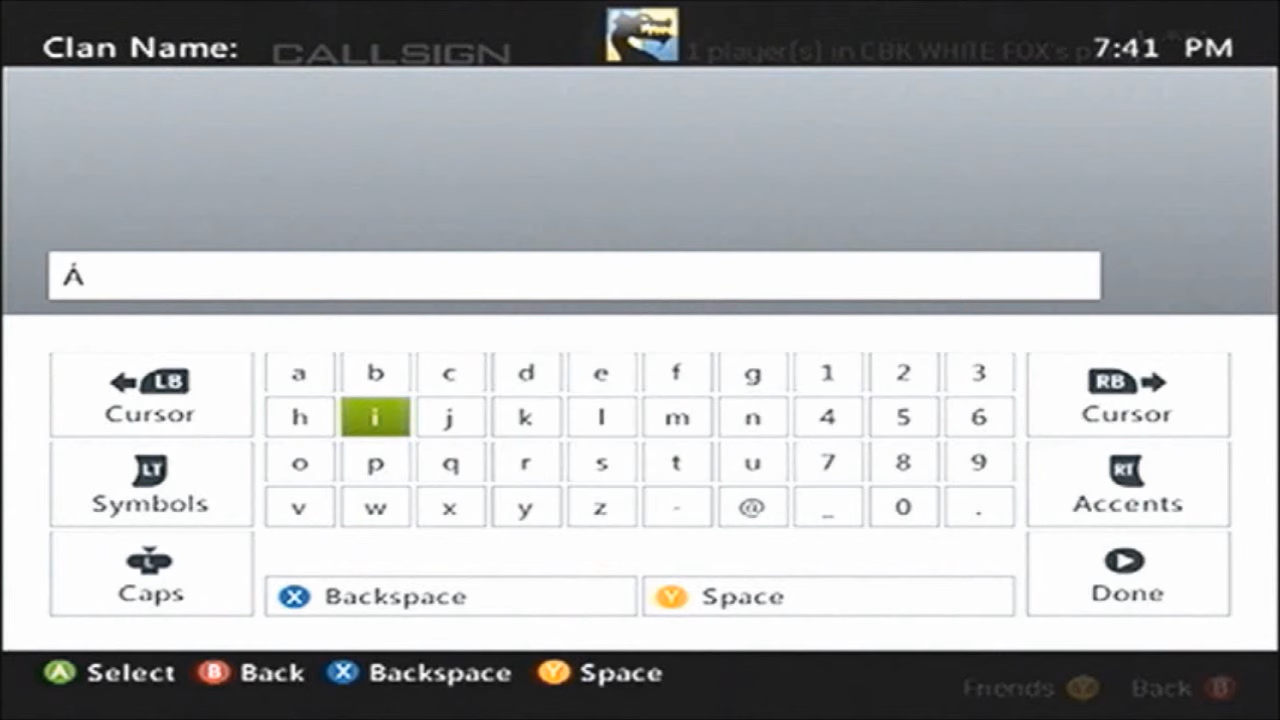 Clan Name: CALLSIGN 1 player(s) in CBK WHITE FOX's p 7:41 PM
Á
LB a b c d e f g 1 2 3 RB
Cursor h i j k l m n 4 5 6 Cursor
LT o p q r s t u 7 8 9 RT
Symbols v w x y z - @ _ 0 . Accents
L
Caps X Backspace Y Space Done
A Select B Back X Backspace Y Space Friends Y Back B